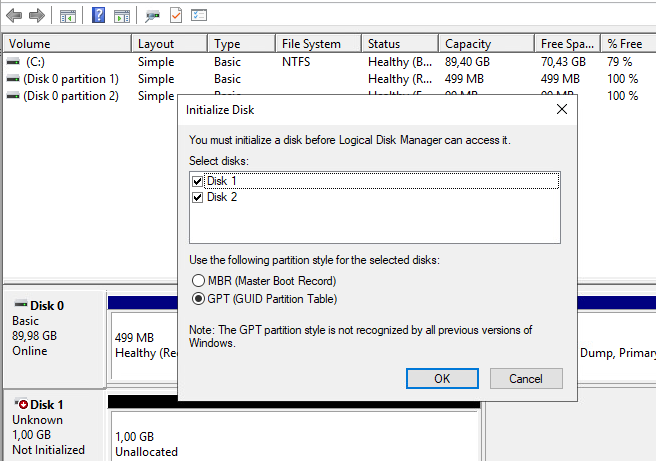 Volume Layout Type File System Status Capacity Free Spa... % Free
(C:) Simple Basic NTFS Healthy (B... 89,40 GB 70,43 GB 79 %
(Disk 0 partition 1) Simple Basic Healthy (R... 499 MB 499 MB 100 %
(Disk 0 partition 2) Simple Basic 100 %
Initialize Disk
You must initialize a disk before Logical Disk Manager can access it.
Select disks:
Disk 1
Disk 2
Use the following partition style for the selected disks:
MBR (Master Boot Record)
GPT (GUID Partition Table)
Note: The GPT partition style is not recognized by all previous versions of
Windows.
OK Cancel
Disk 0
Basic
89,98 GB
Online
499 MB
Healthy (Re
Dump, Primary
Disk 1
Unknown
1,00 GB
Not Initialized
1,00 GB
Unallocated